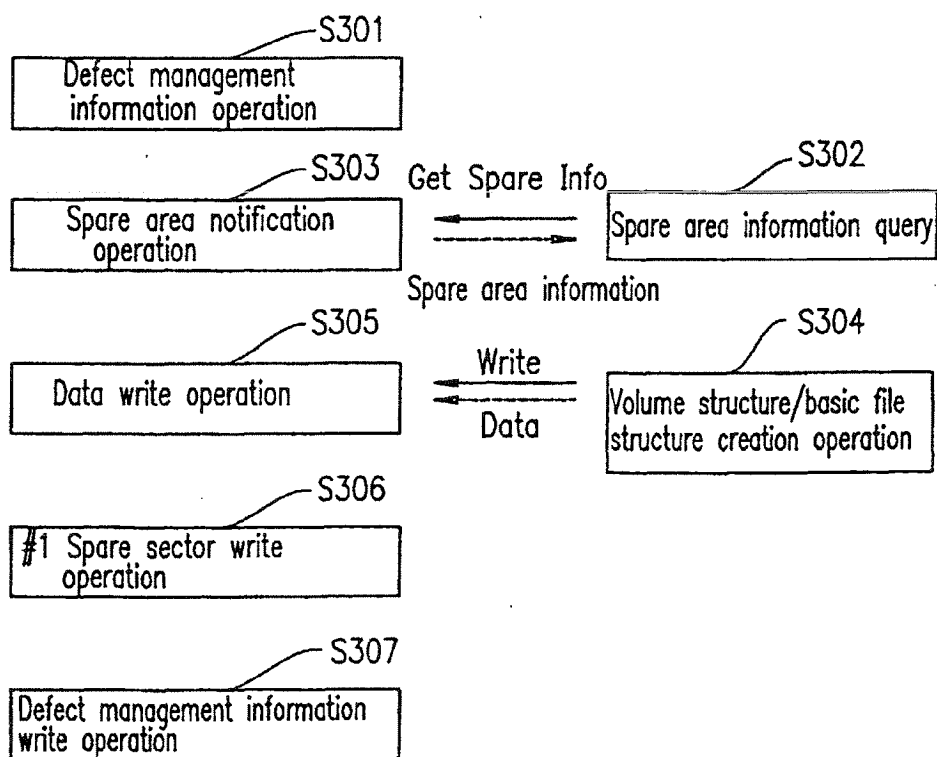 S301
Defect management
information operation
S303
Spare area notification
operation
Get Spare Info
Spare area information
S302
Spare area information query
S305
Data write operation
Write
Data
S304
Volume structure/basic file
structure creation operation
S306
#1 Spare sector write
operation
S307
Defect management information
write operation